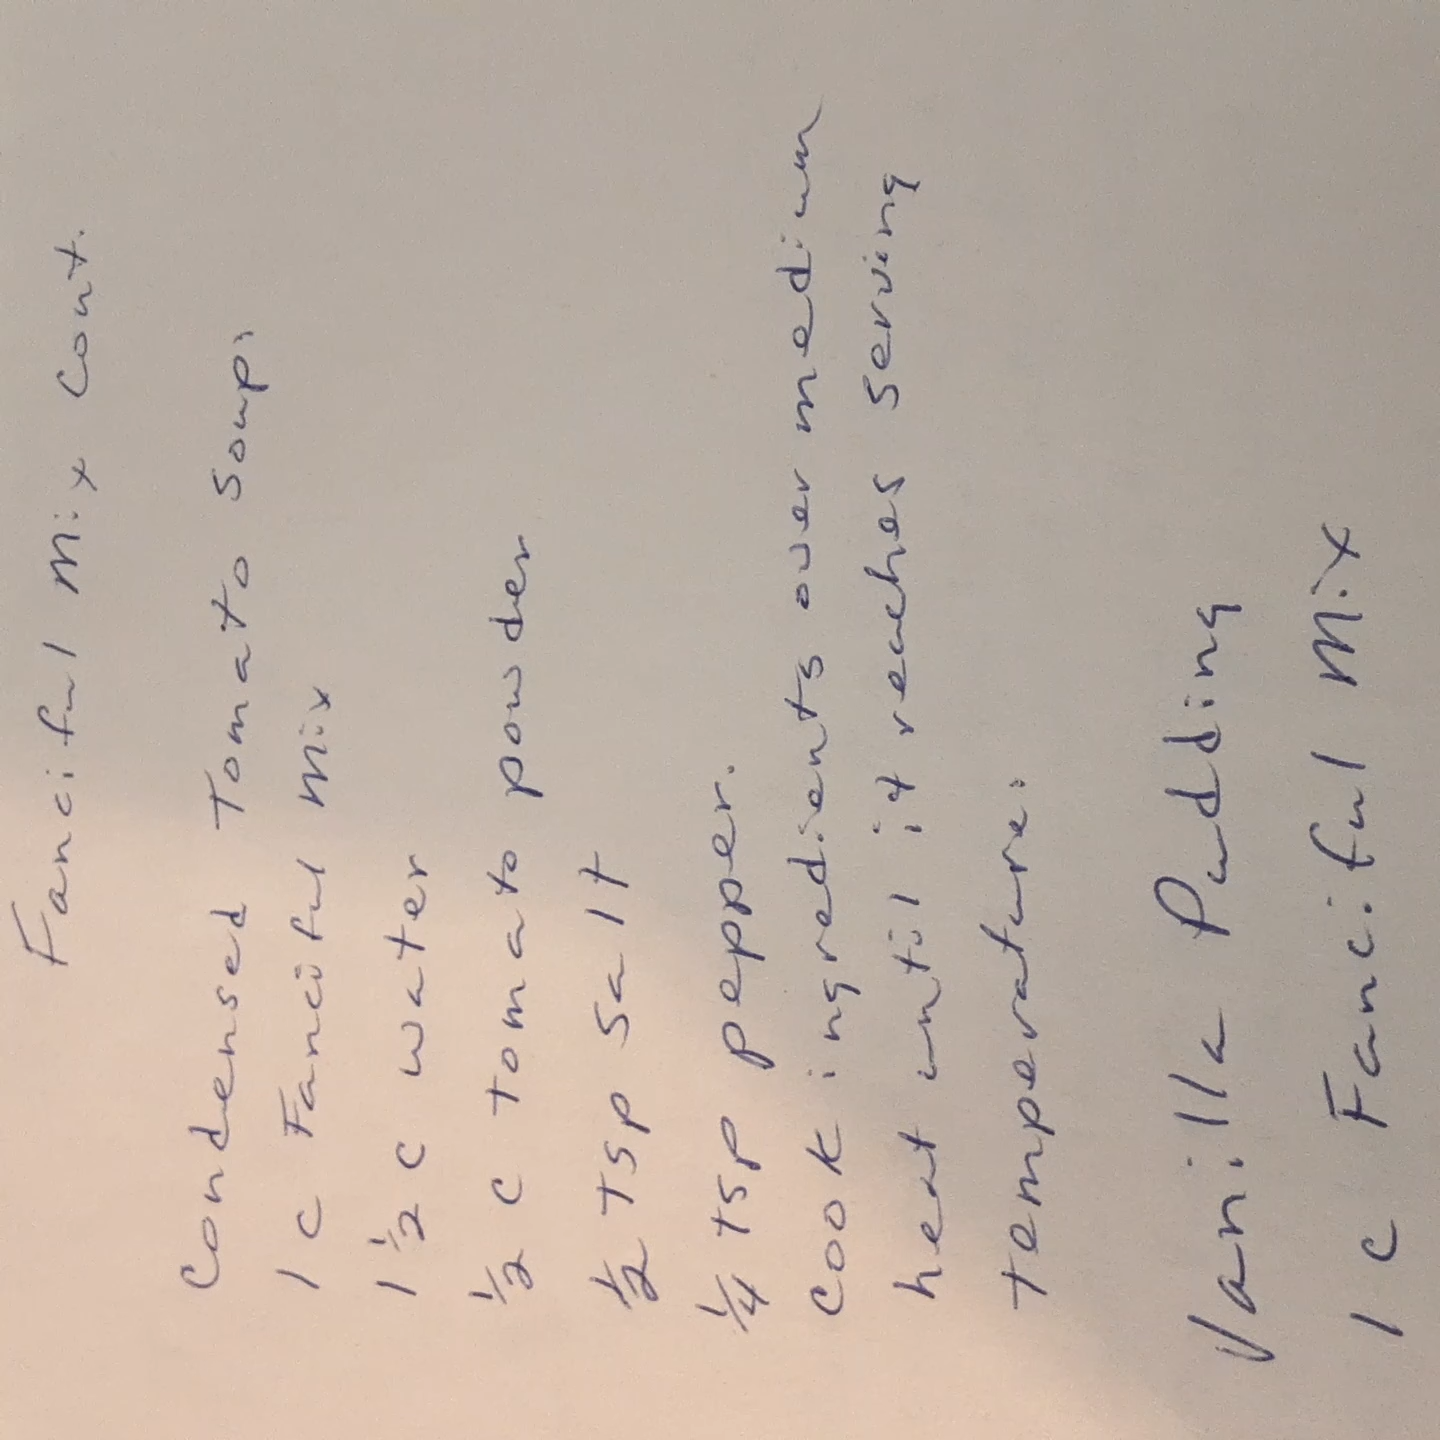 Fanciful Mix Cont.
Condensed Tomato Soup:
1 c Fanciful Mix
1 1/2 c water
1/2 c tomato powder
1/2 tsp salt
1/4 tsp pepper.
Cook ingredients over medium
heat until it reaches serving
temperature.
Vanilla Pudding
1 c Fanciful Mix